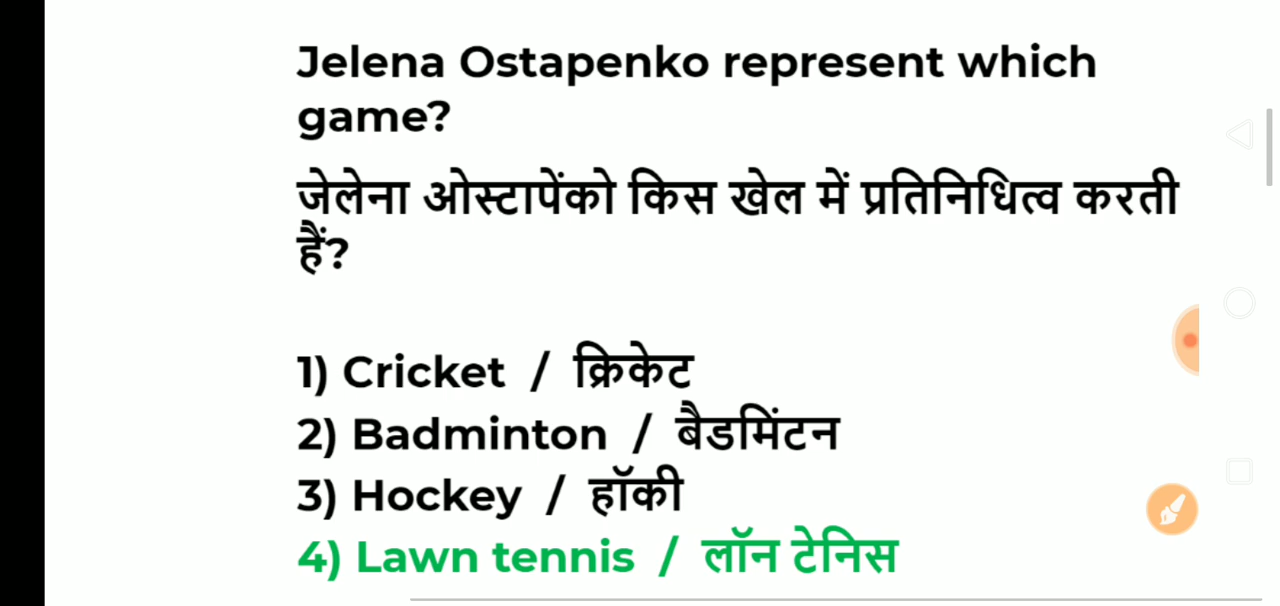 Jelena Ostapenko represent which
game?
जेलेना ओस्टापेंको किस खेल में प्रतिनिधित्व करती
हैं?
1) Cricket / क्रिकेट
2) Badminton / बैडमिंटन
3) Hockey / हॉकी
4) Lawn tennis / लॉन टेनिस